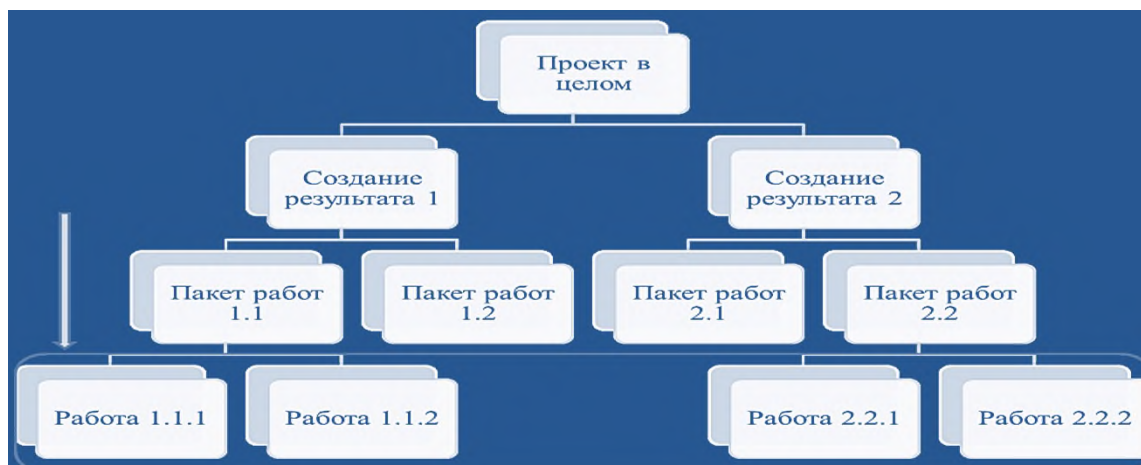 Проект в
целом
Создание
результата 1
Создание
результата 2
Пакет работ
1.1
Пакет работ
1.2
Пакет работ
2.1
Пакет работ
2.2
Работа 1.1.1
Работа 1.1.2
Работа 2.2.1
Работа 2.2.2